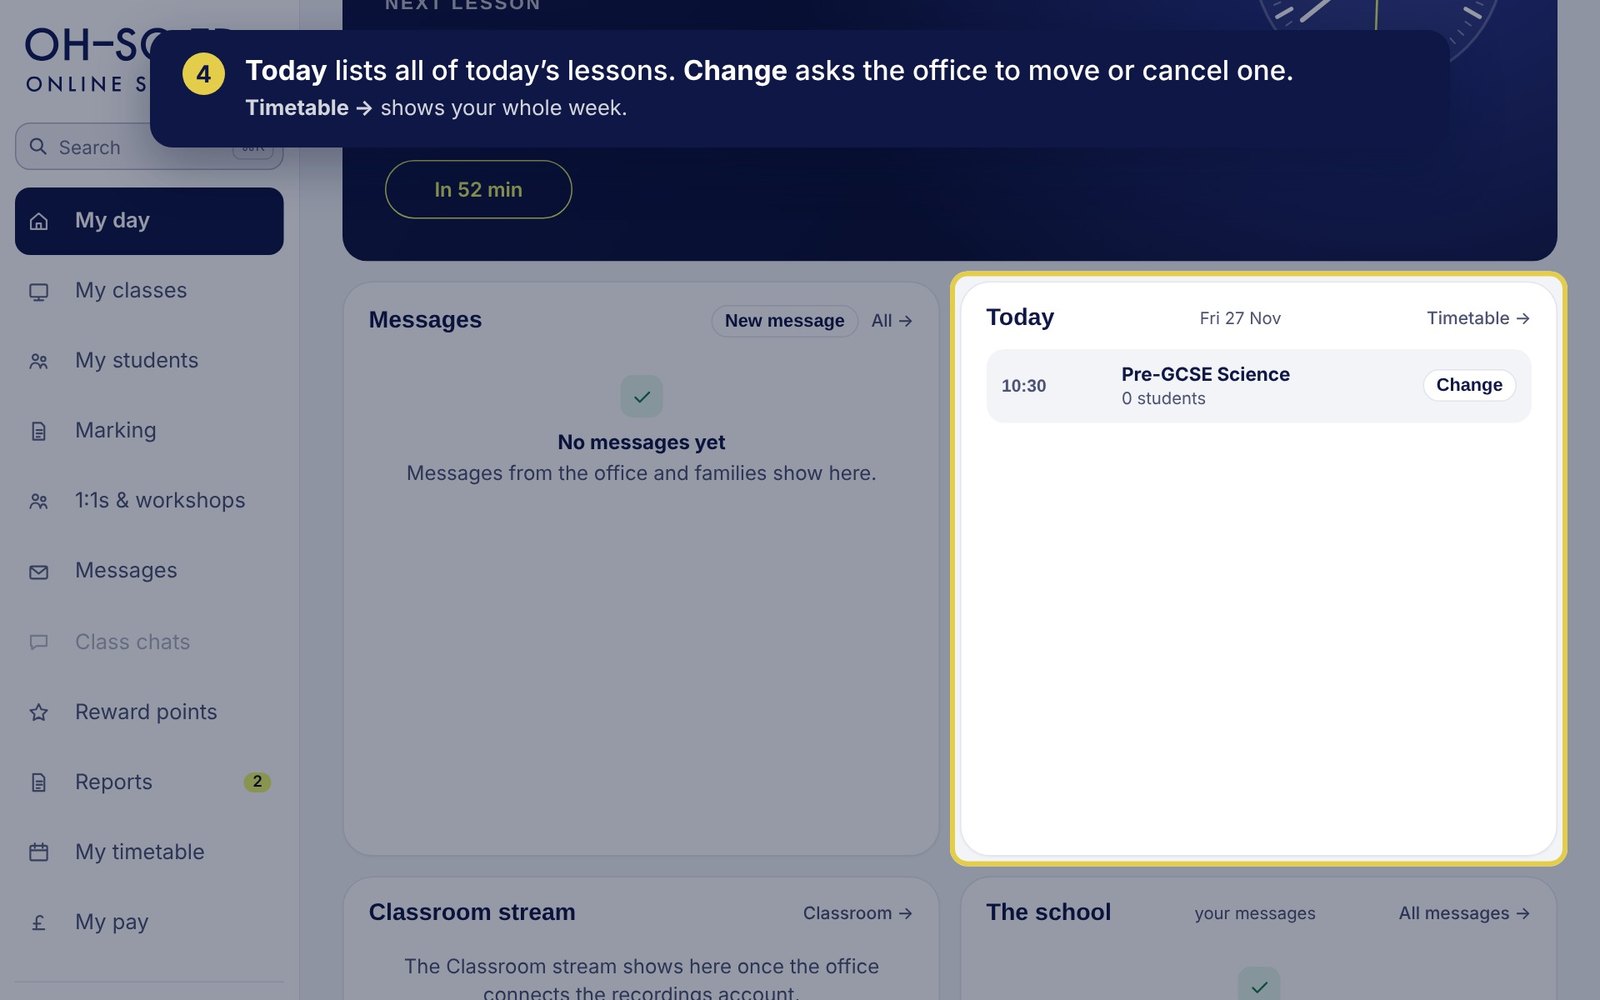 NEXT LESSON
OH-SC
ONLINE S
4
Today lists all of today's lessons. Change asks the office to move or cancel one.
Timetable → shows your whole week.
Search
In 52 min
My day
My classes
My students
Marking
1:1s & workshops
Messages
Class chats
Reward points
Reports
2
My timetable
£ My pay
Messages
New message
All →
No messages yet
Messages from the office and families show here.
Today
Fri 27 Nov
Timetable →
10:30
Pre-GCSE Science
0 students
Change
Classroom stream
Classroom →
The Classroom stream shows here once the office
connects the recordings account.
The school
your messages
All messages →